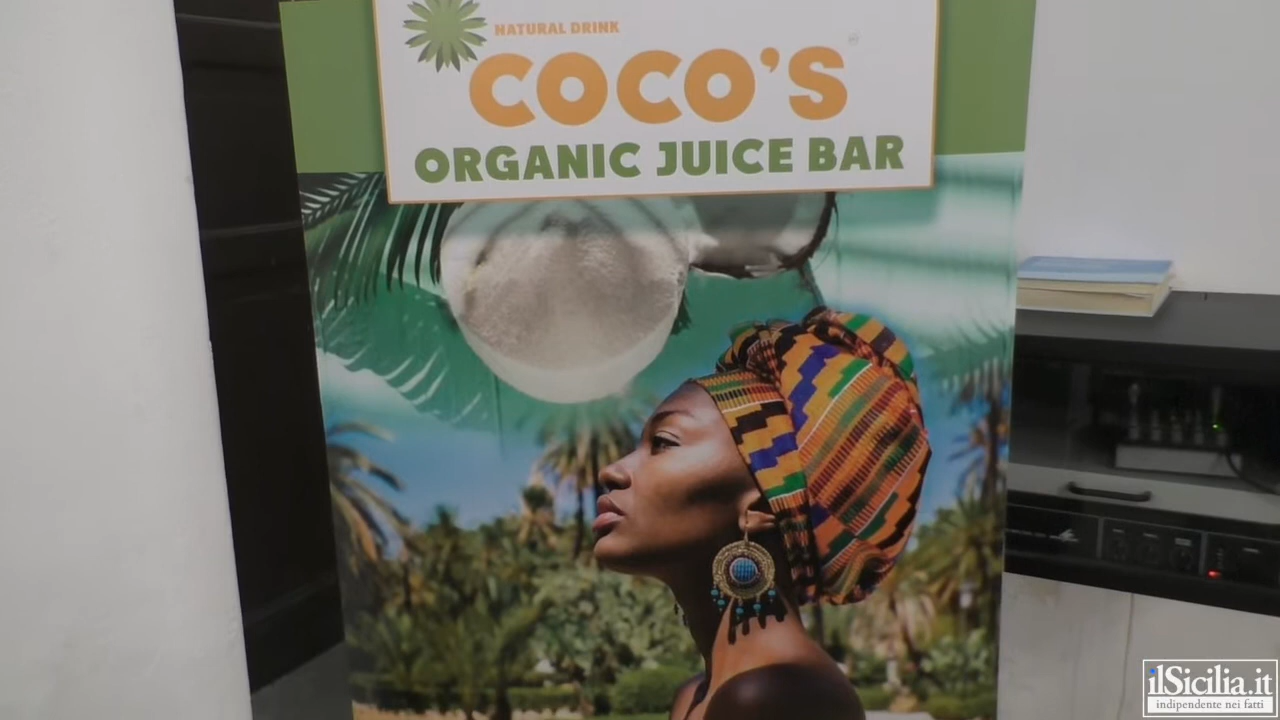 NATURAL DRINK
COCO'S
ORGANIC JUICE BAR
ilSicilia.it
indipendente nei fatti